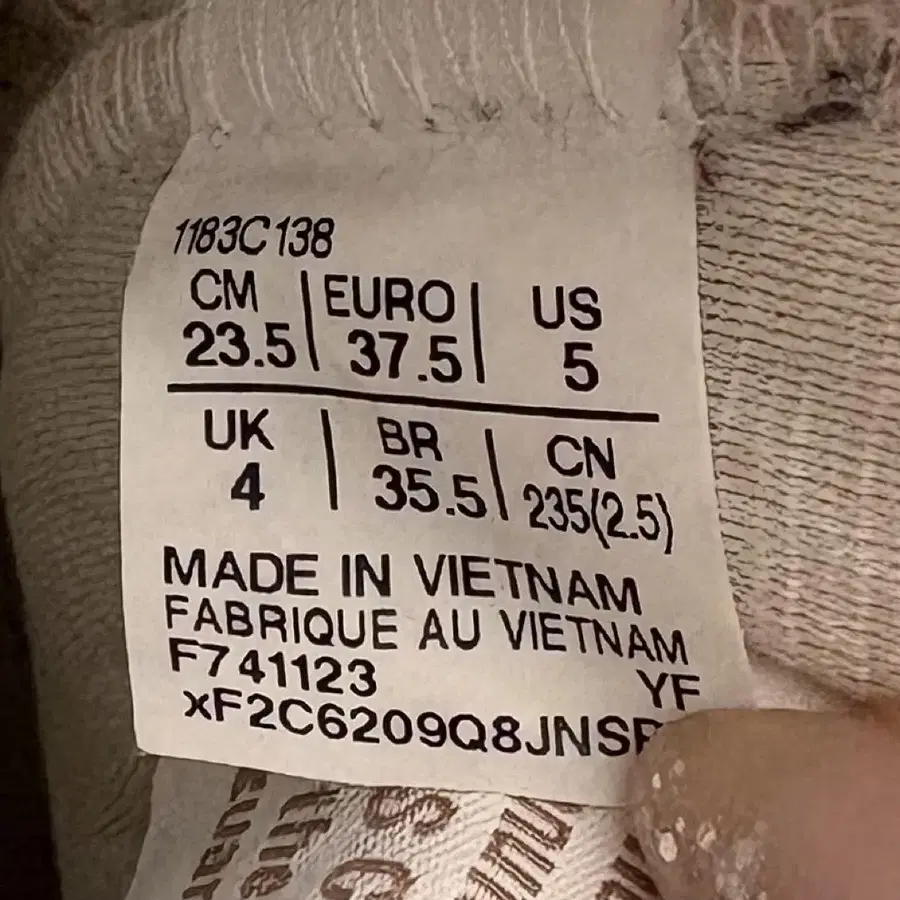 1183C138
CM | EURO | US
23.5 | 37.5 | 5
UK | BR | CN
4 | 35.5 | 235(2.5)
MADE IN VIETNAM
FABRIQUE AU VIETNAM
F741123 YF
xF2C6209Q8JNS